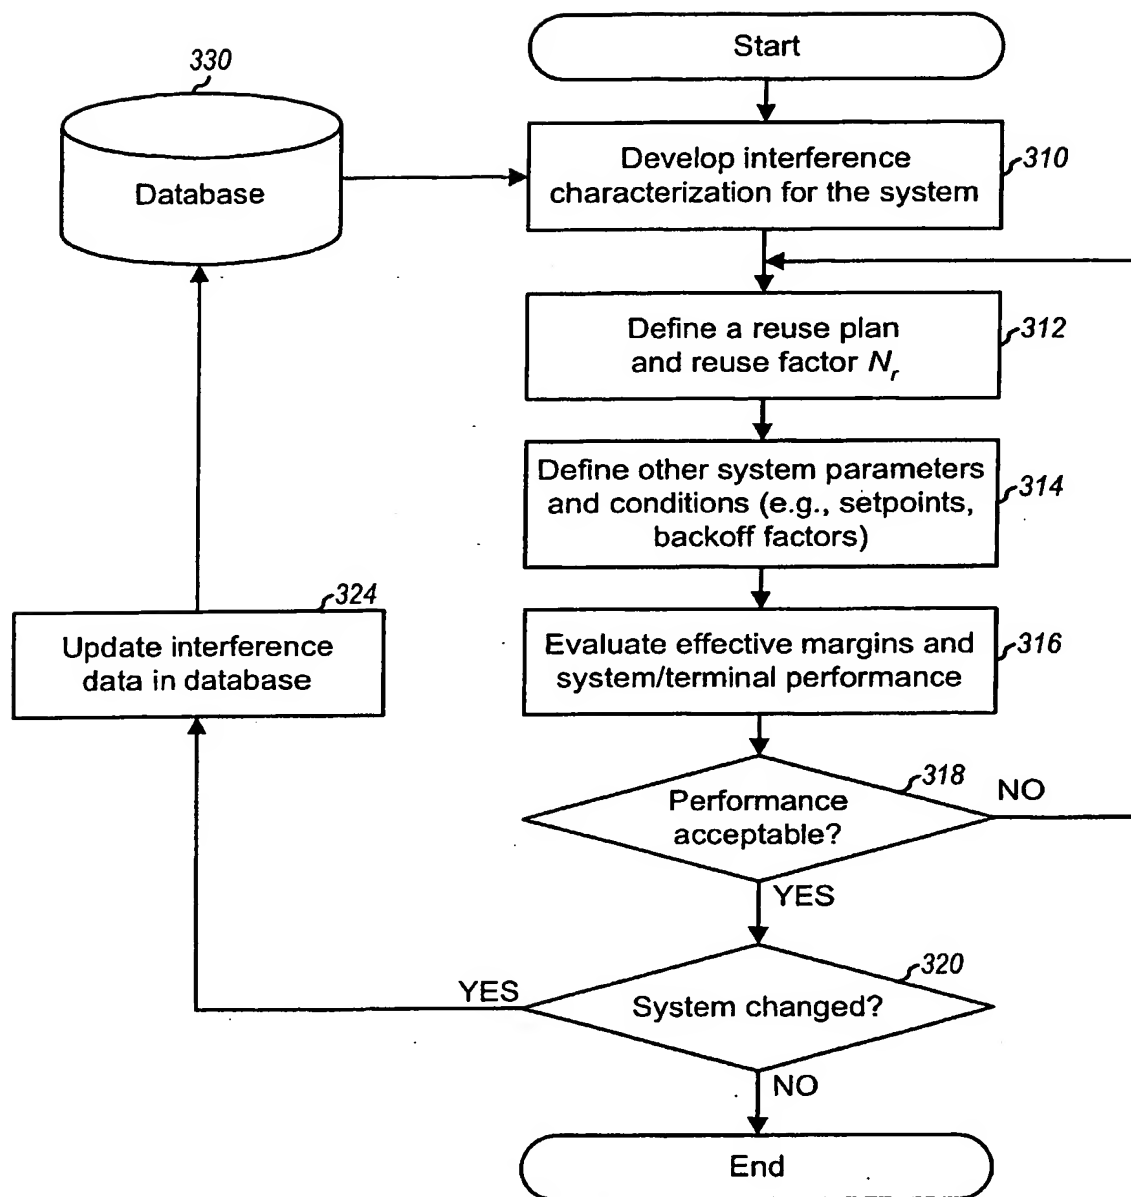 Start
330
Database
Develop interference
characterization for the system
310
Define a reuse plan
and reuse factor Nr
312
Define other system parameters
and conditions (e.g., setpoints,
backoff factors)
314
324
Update interference
data in database
Evaluate effective margins and
system/terminal performance
316
Performance
acceptable?
318
NO
YES
System changed?
320
YES
NO
End